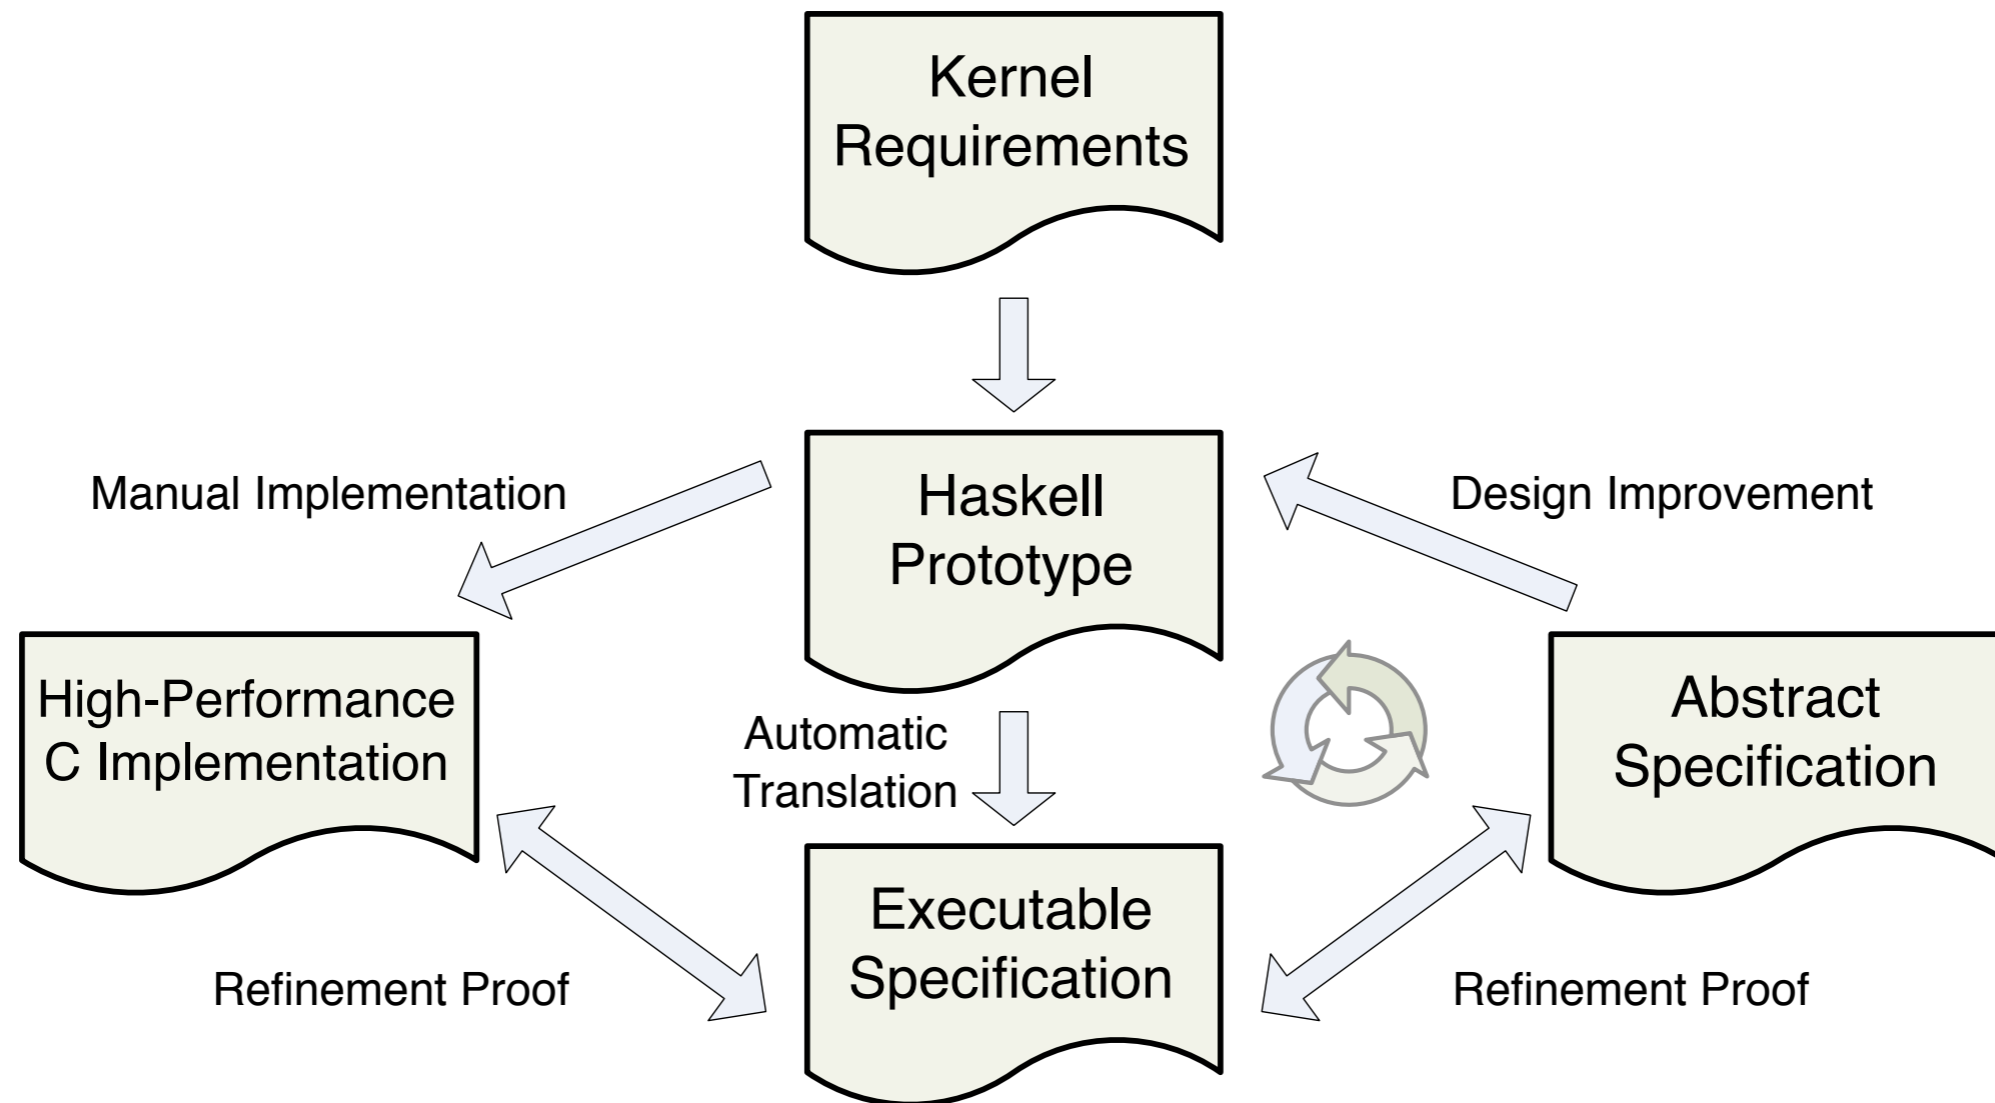 Kernel
Requirements
Manual Implementation
Haskell
Prototype
Design Improvement
High-Performance
C Implementation
Automatic
Translation
Abstract
Specification
Executable
Specification
Refinement Proof
Refinement Proof